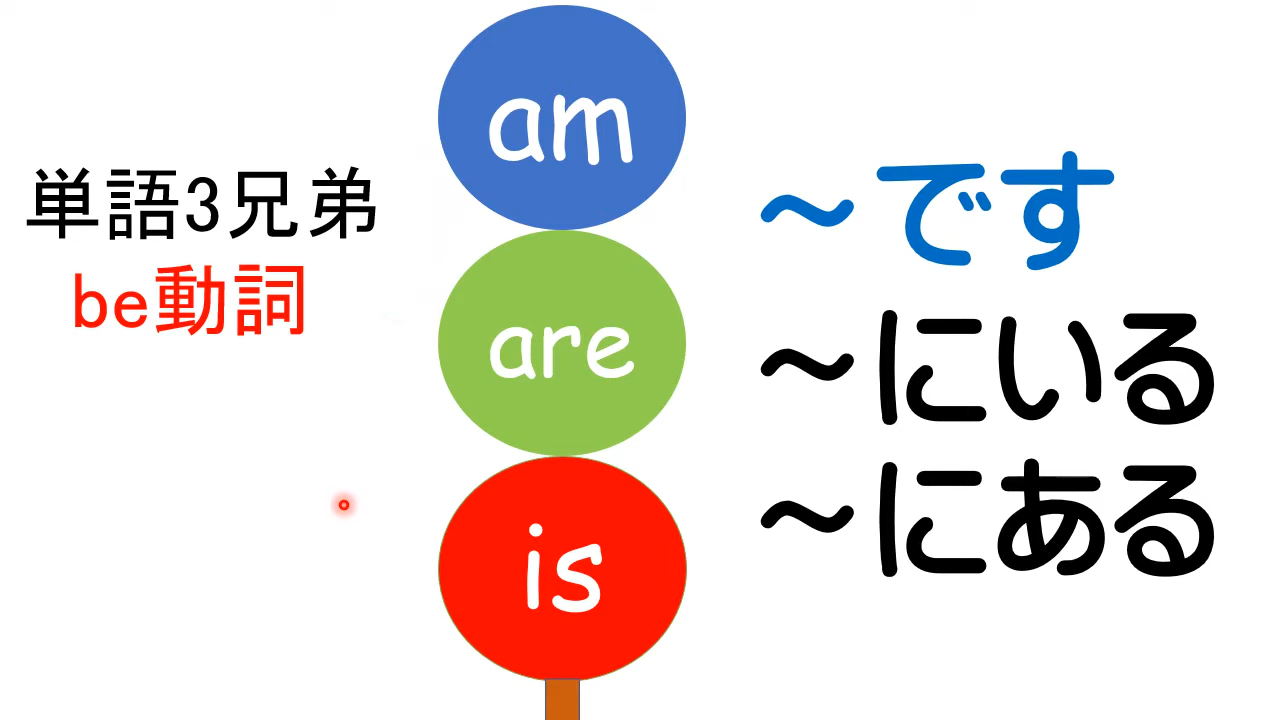 単語3兄弟
be動詞
am
are
is
～です
～にいる
～にある